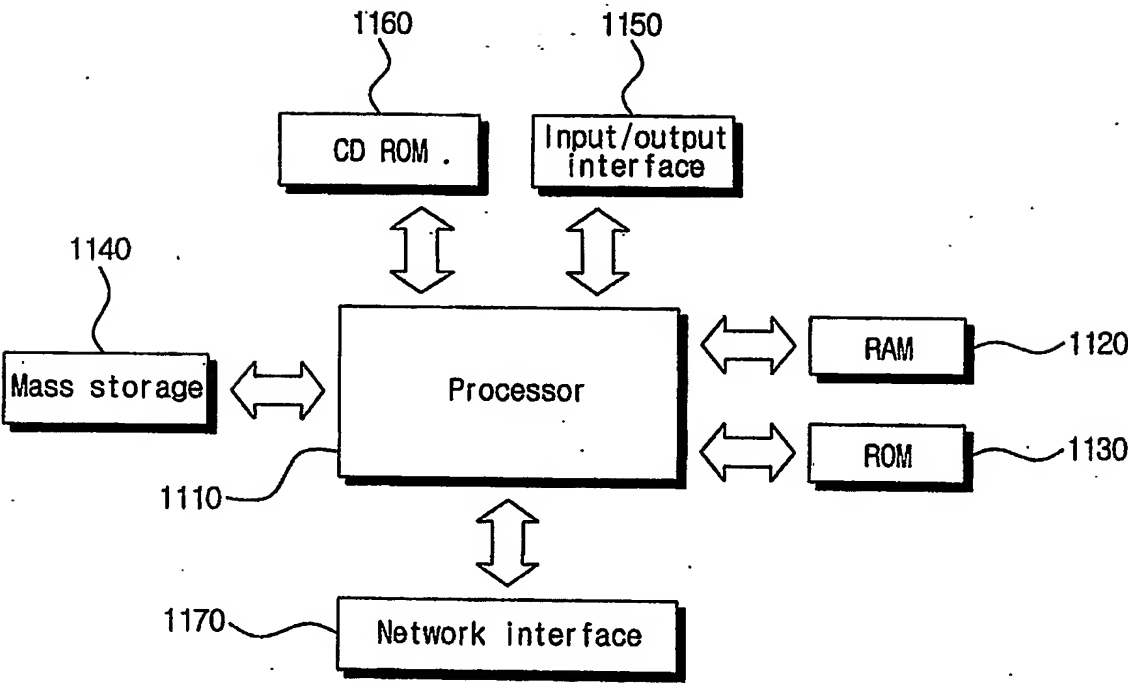 1160
1150
CD ROM
Input/output
interface
1140
Mass storage
Processor
RAM
1120
ROM
1130
1110
1170
Network interface